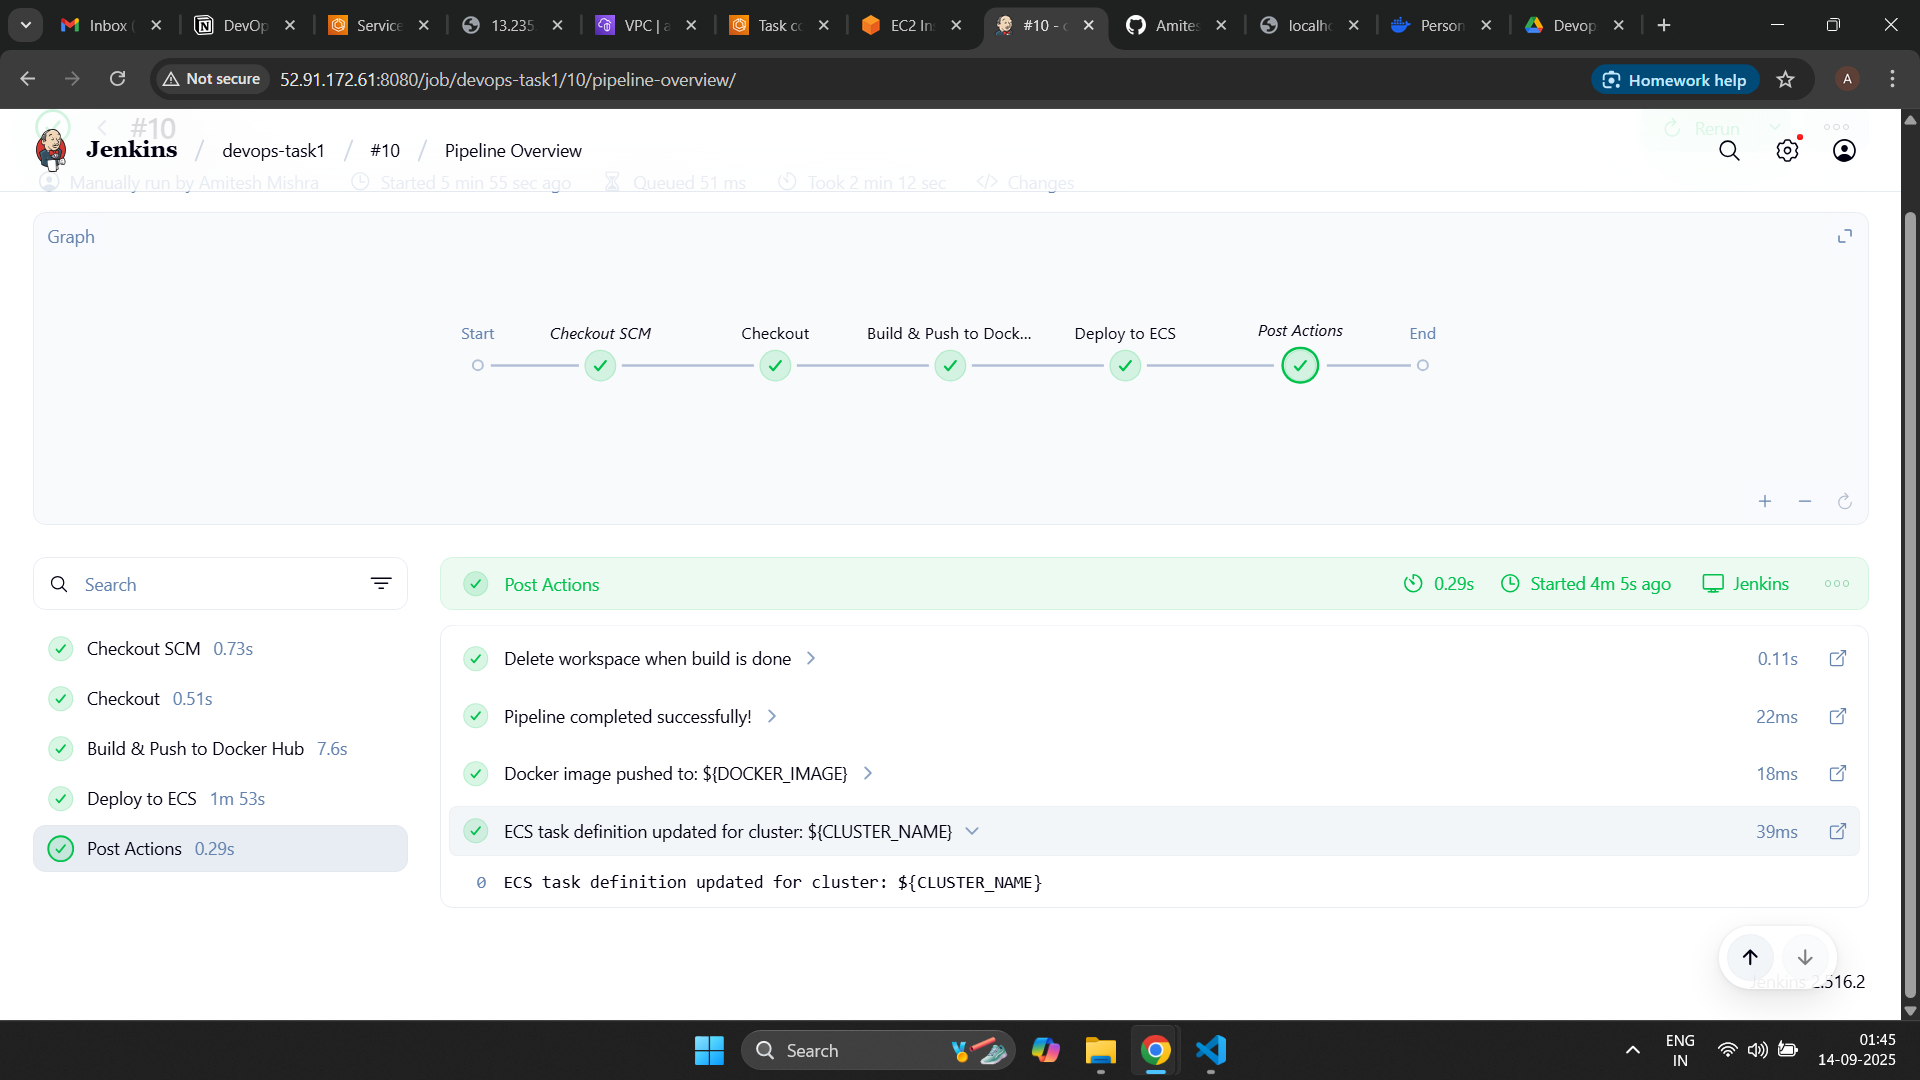 Inbox (
DevOp
Service
13.235.
VPC | a
Task co
EC2 In
#10 - d
Amites
localho
Person
Devop
Not secure
52.91.172.61:8080/job/devops-task1/10/pipeline-overview/
Homework help
A
#10
Rerun
Jenkins / devops-task1 / #10 / Pipeline Overview
Manually run by Amitesh Mishra
Started 5 min 55 sec ago
Queued 51 ms
Took 2 min 12 sec
Changes
Graph
Start
Checkout SCM
Checkout
Build & Push to Dock...
Deploy to ECS
Post Actions
End
Search
Checkout SCM 0.73s
Checkout 0.51s
Build & Push to Docker Hub 7.6s
Deploy to ECS 1m 53s
Post Actions 0.29s
Post Actions
0.29s
Started 4m 5s ago
Jenkins
Delete workspace when build is done
0.11s
Pipeline completed successfully!
22ms
Docker image pushed to: ${DOCKER_IMAGE}
18ms
ECS task definition updated for cluster: ${CLUSTER_NAME}
39ms
0 ECS task definition updated for cluster: ${CLUSTER_NAME}
Jenkins 2.516.2
Search
ENG
IN
01:45
14-09-2025